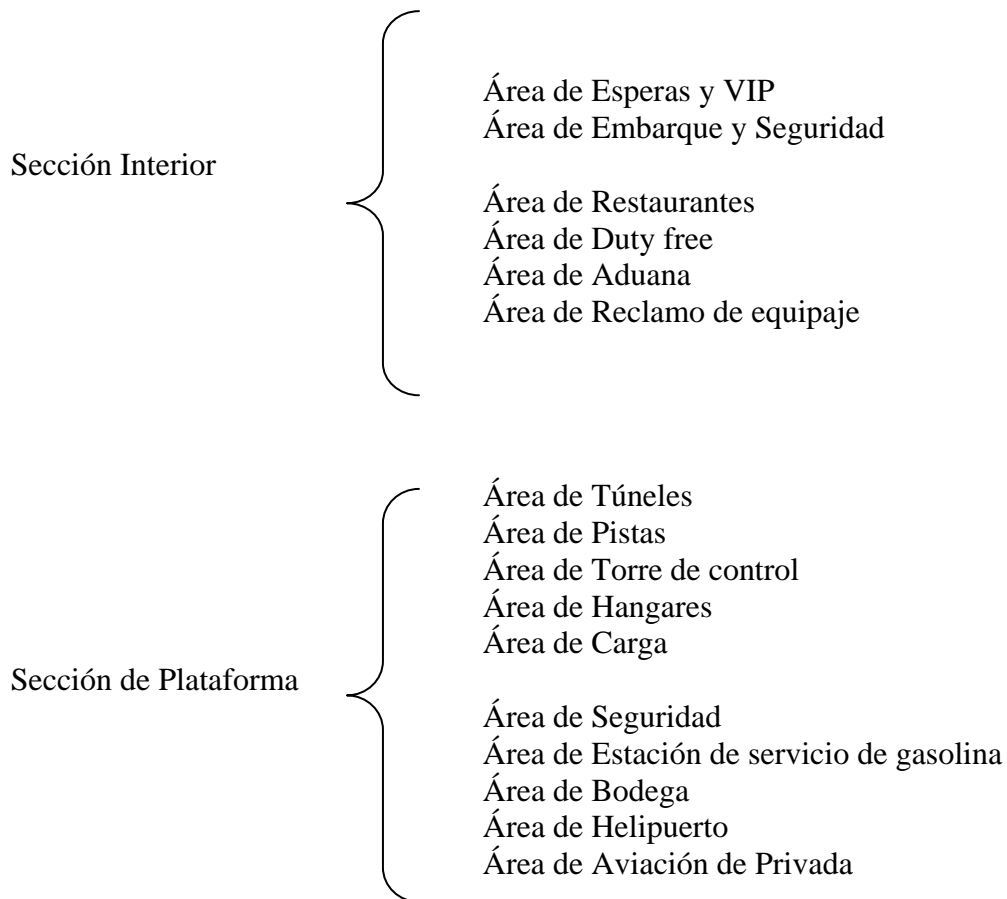 Sección Interior
Área de Esperas y VIP
Área de Embarque y Seguridad
Área de Restaurantes
Área de Duty free
Área de Aduana
Área de Reclamo de equipaje
Sección de Plataforma
Área de Túneles
Área de Pistas
Área de Torre de control
Área de Hangares
Área de Carga
Área de Seguridad
Área de Estación de servicio de gasolina
Área de Bodega
Área de Helipuerto
Área de Aviación de Privada